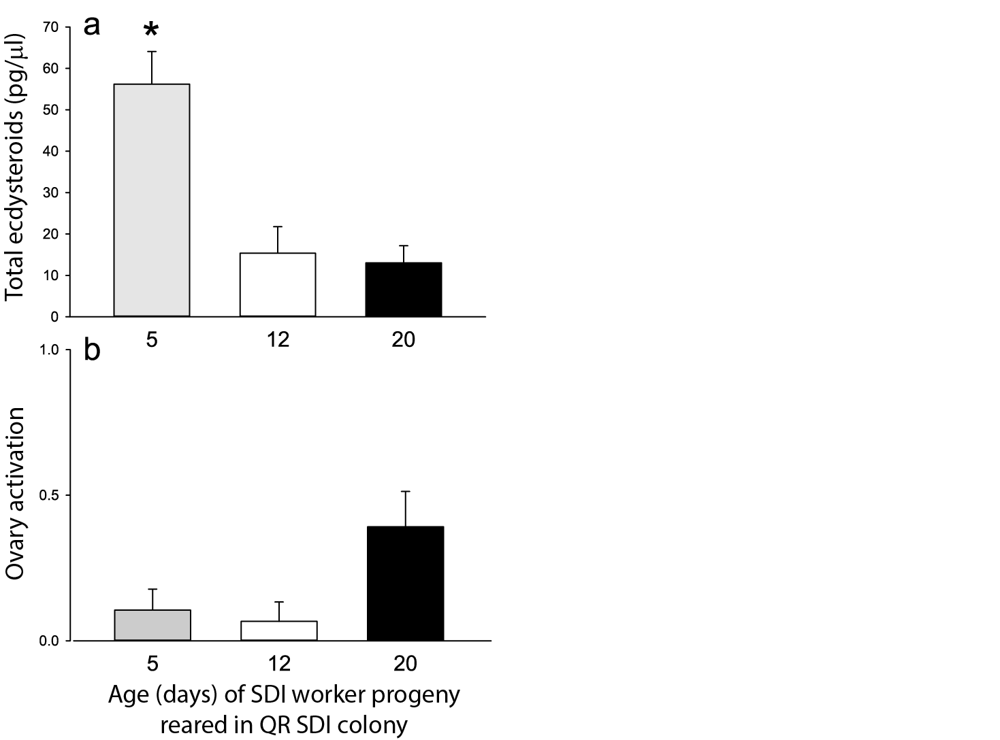 a
*
Total ecdysteroids (pg/μl)
70
60
50
40
30
20
10
0
5 12 20
b
Ovary activation
1.0
0.5
0.0
5 12 20
Age (days) of SDI worker progeny
reared in QR SDI colony